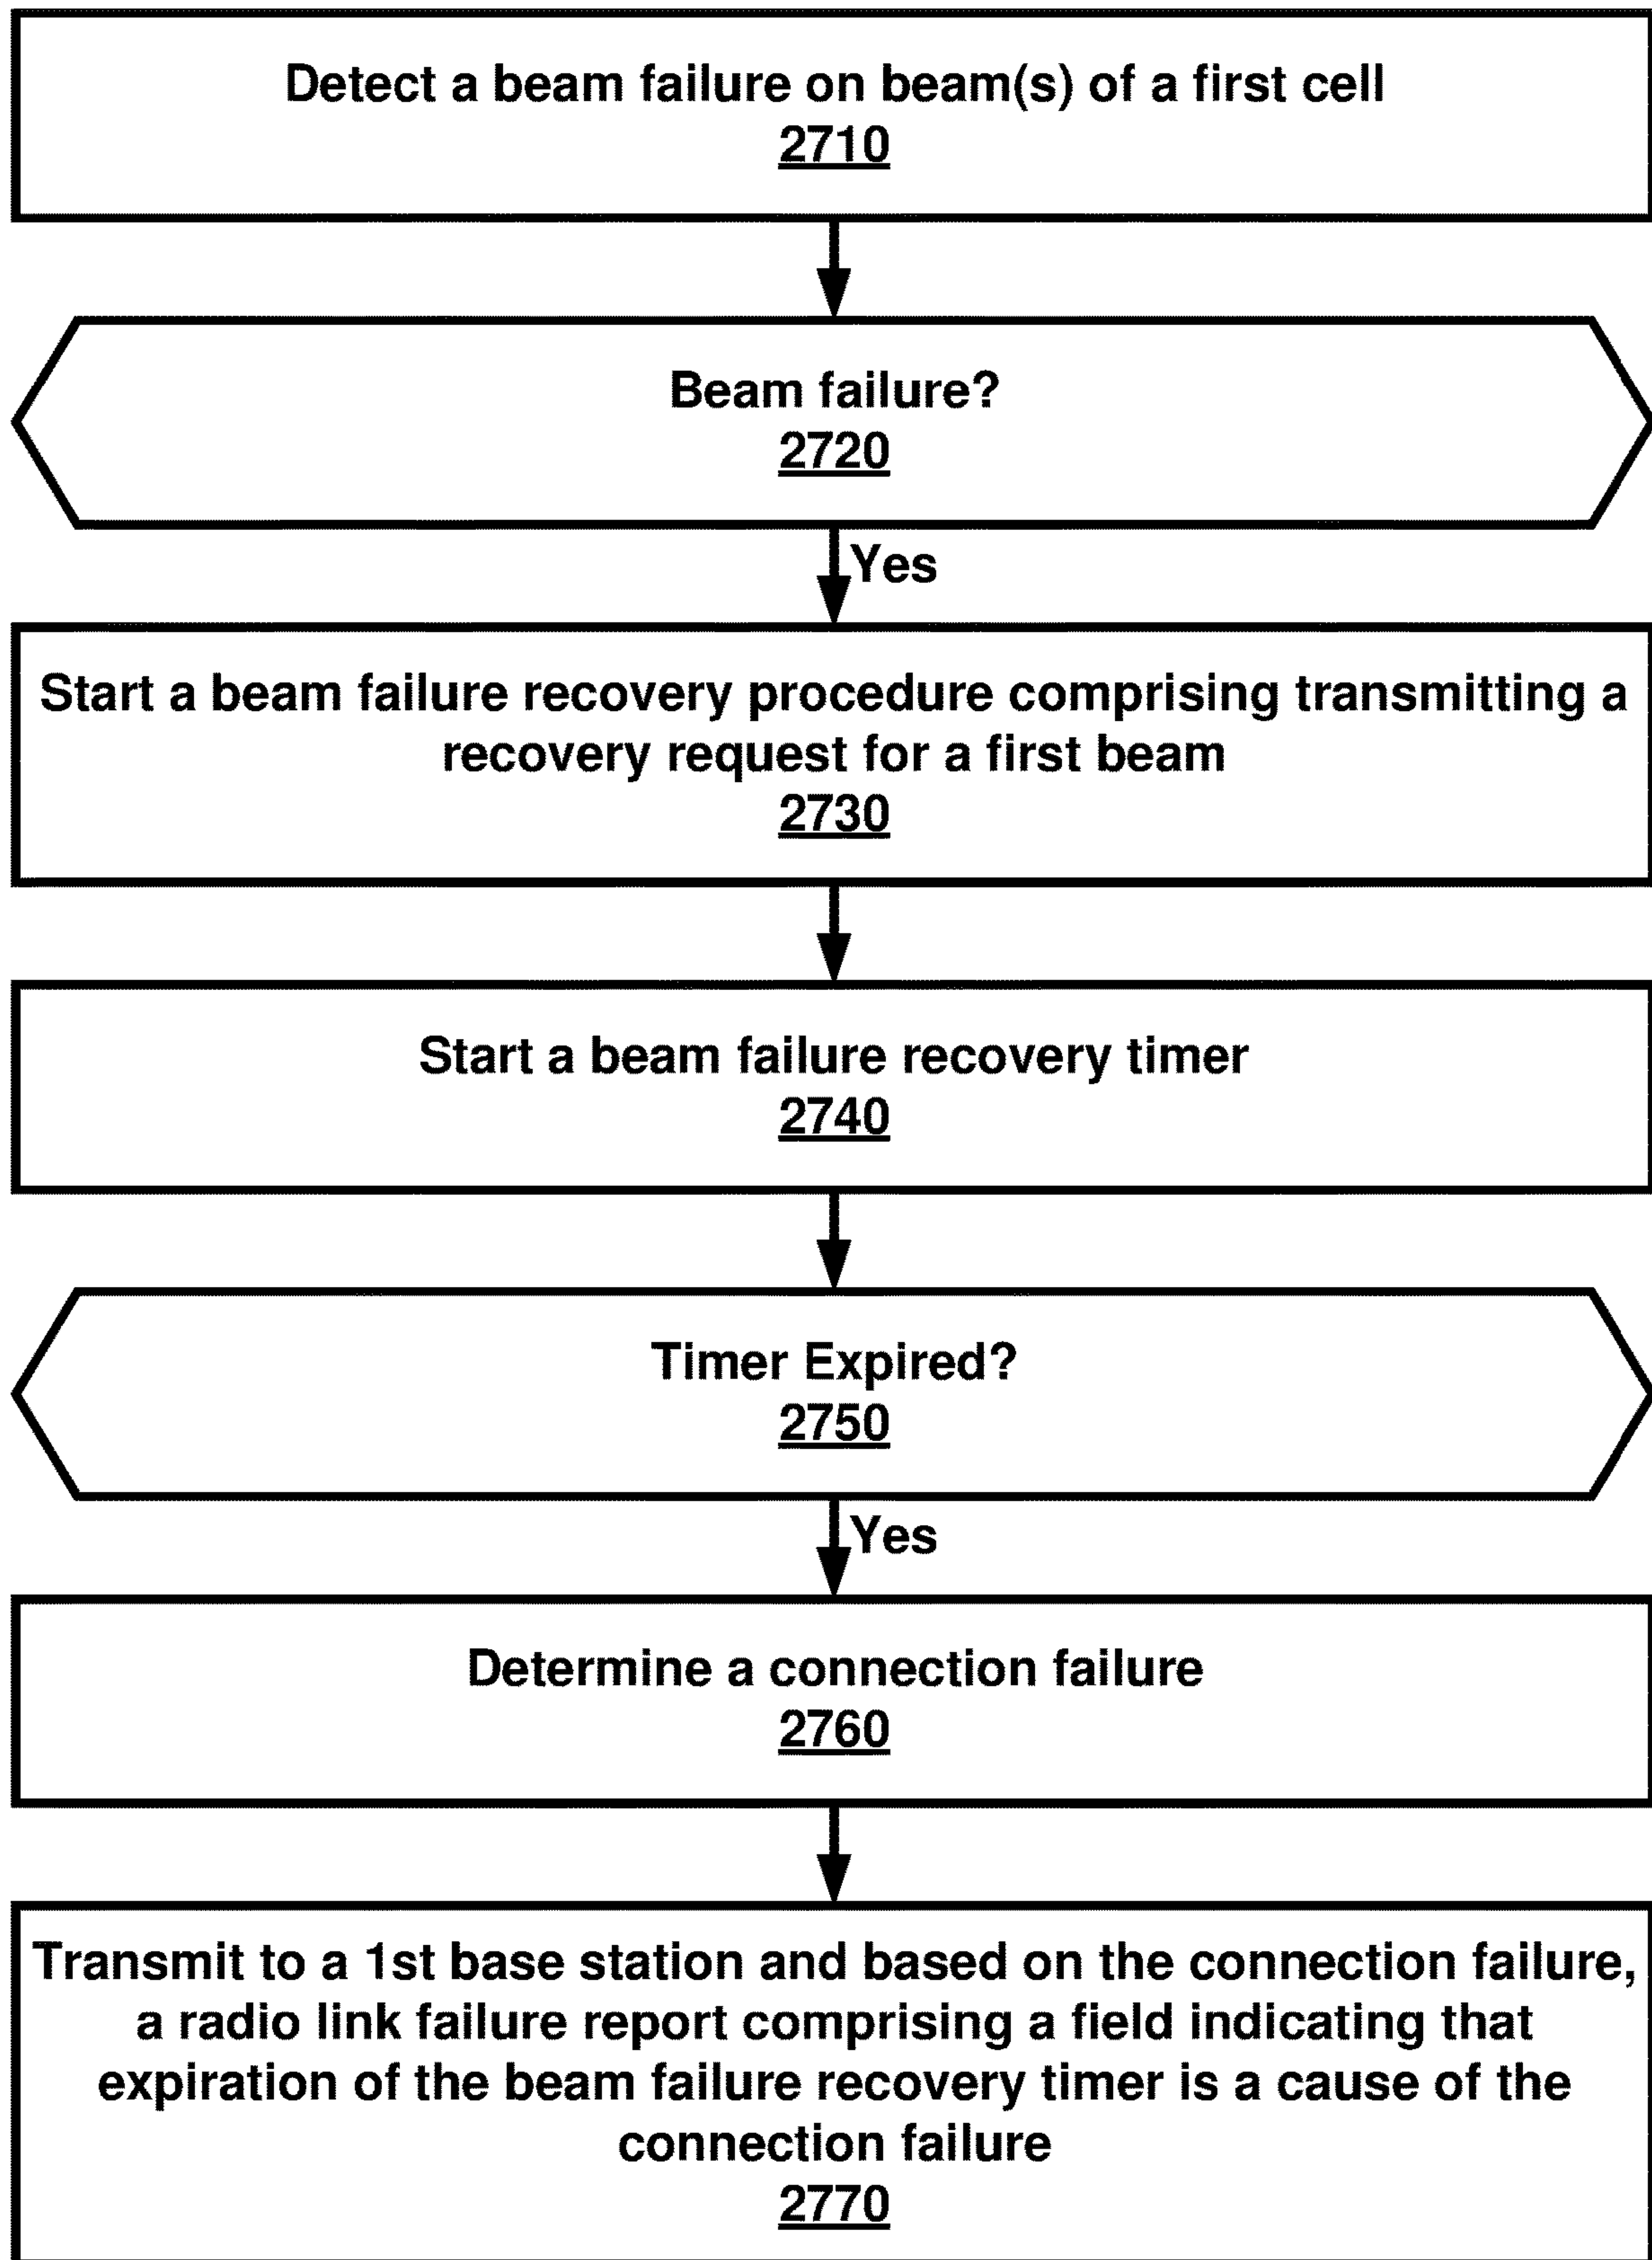 Detect a beam failure on beam(s) of a first cell
2710
Beam failure?
2720
Yes
Start a beam failure recovery procedure comprising transmitting a
recovery request for a first beam
2730
Start a beam failure recovery timer
2740
Timer Expired?
2750
Yes
Determine a connection failure
2760
Transmit to a 1st base station and based on the connection failure,
a radio link failure report comprising a field indicating that
expiration of the beam failure recovery timer is a cause of the
connection failure
2770